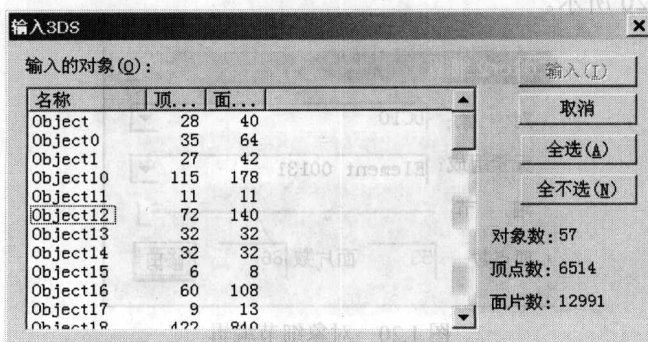 输入3DS
输入的对象(O):
名称 顶... 面...
Object 28 40
Object0 35 64
Object1 27 42
Object10 115 178
Object11 11 11
Object12 72 140
Object13 32 32
Object14 32 32
Object15 6 8
Object16 60 108
Object17 9 13
Object18 422 840
输入(I)
取消
全选(A)
全不选(N)
对象数:57
顶点数:6514
面片数:12991